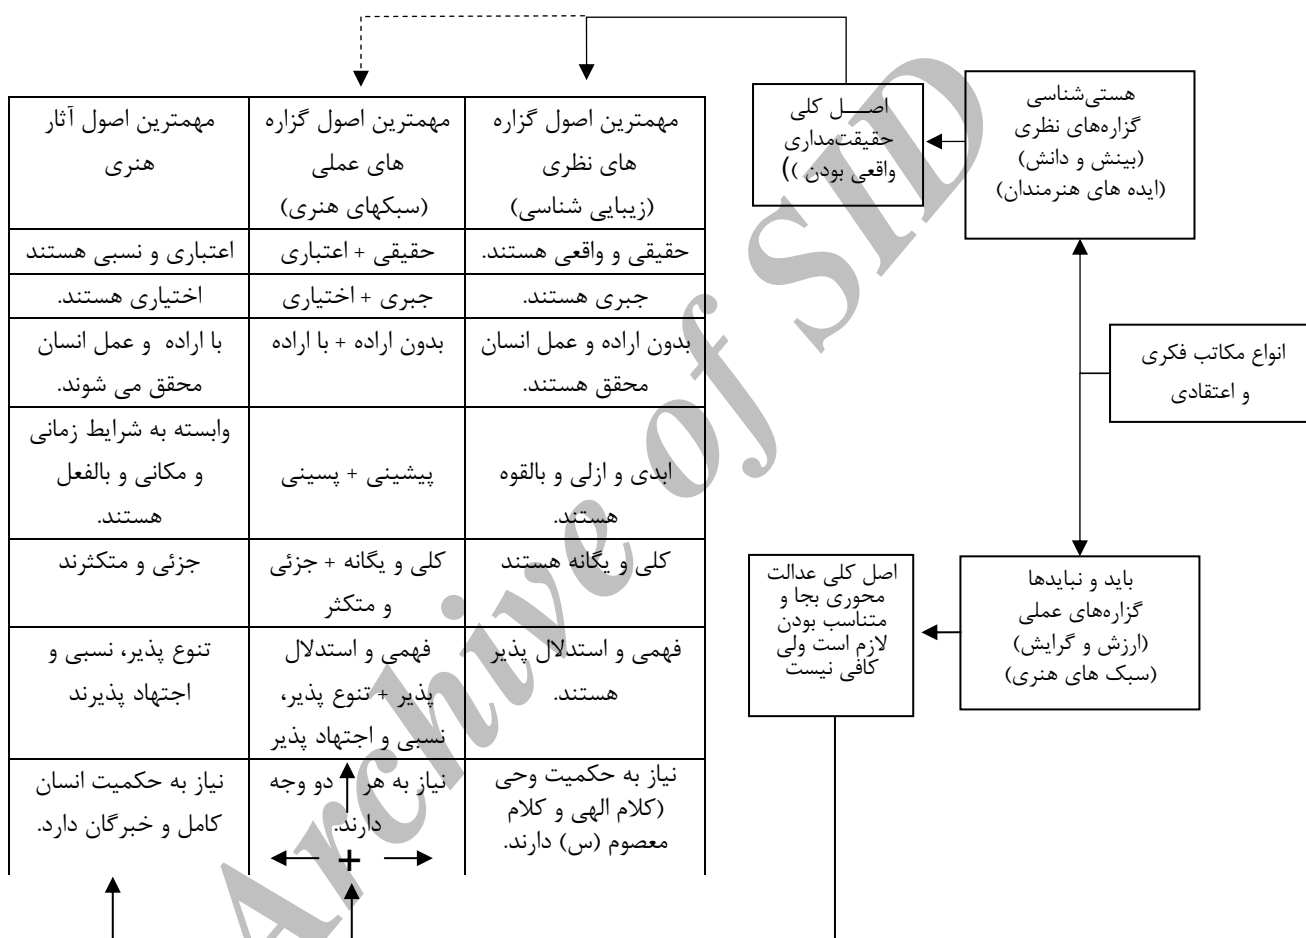 هستی‌شناسی
گزاره‌های نظری
(بینش و دانش)
(ایده های هنرمندان)
اصــــل کلی
حقیقت‌مداری
واقعی بودن ))
انواع مکاتب فکری
و اعتقادی
باید و نبایدها
گزاره‌های عملی
(ارزش و گرایش)
(سبک های هنری)
اصل کلی عدالت
محوری بجا و
متناسب بودن
لازم است ولی
کافی نیست
مهمترین اصول گزاره
های نظری
(زیبایی شناسی)
مهمترین اصول گزاره
های عملی
(سبکهای هنری)
مهمترین اصول آثار
هنری
حقیقی و واقعی هستند.
حقیقی + اعتباری
اعتباری و نسبی هستند
جبری هستند.
جبری + اختیاری
اختیاری هستند.
بدون اراده و عمل انسان
محقق هستند.
بدون اراده + با اراده
با اراده و عمل انسان
محقق می شوند.
ابدی و ازلی و بالقوه
هستند.
پیشینی + پسینی
وابسته به شرایط زمانی
و مکانی و بالفعل
هستند.
کلی و یگانه هستند
کلی و یگانه + جزئی
و متکثر
جزئی و متکثرند
فهمی و استدلال پذیر
هستند.
فهمی و استدلال
پذیر + تنوع پذیر،
نسبی و اجتهاد پذیر
تنوع پذیر، نسبی و
اجتهاد پذیرند
نیاز به حکمیت وحی
(کلام الهی و کلام
معصوم (س) دارند.
نیاز به هر دو وجه
دارند.
+
نیاز به حکمیت انسان
کامل و خبرگان دارد.
Archive of SID